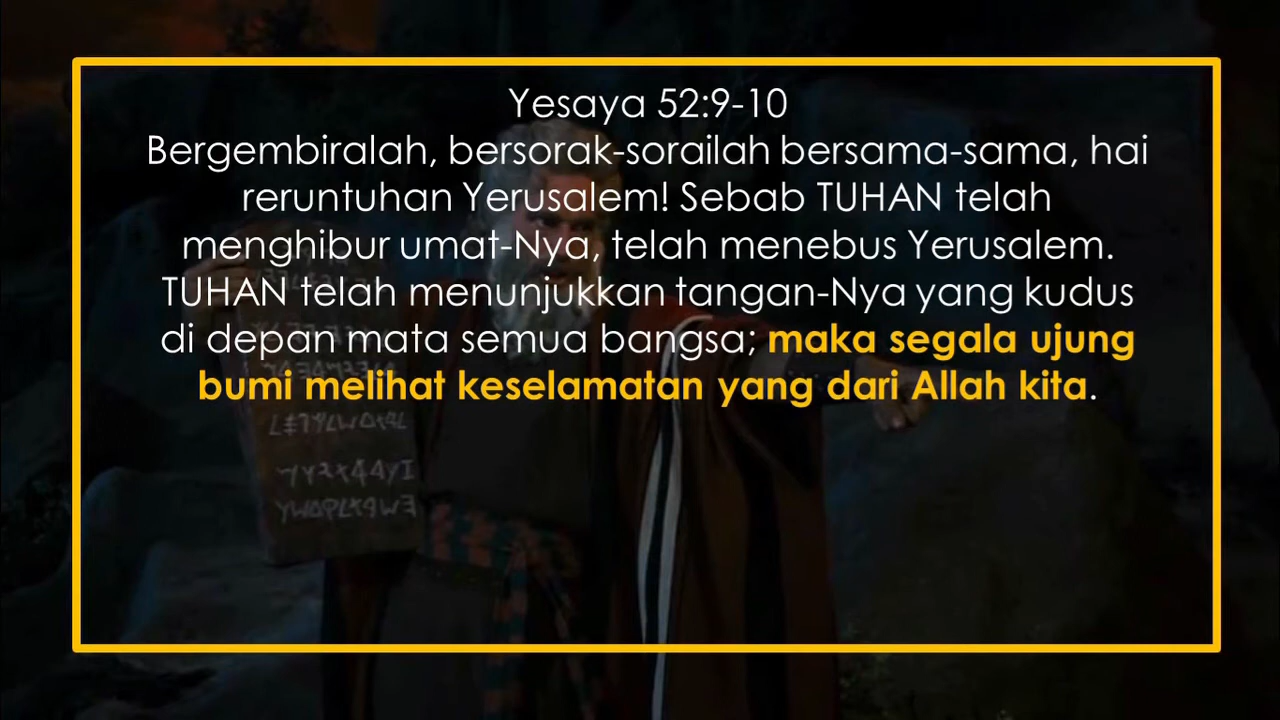 Yesaya 52:9-10
Bergembiralah, bersorak-sorailah bersama-sama, hai
reruntuhan Yerusalem! Sebab TUHAN telah
menghibur umat-Nya, telah menebus Yerusalem.
TUHAN telah menunjukkan tangan-Nya yang kudus
di depan mata semua bangsa; maka segala ujung
bumi melihat keselamatan yang dari Allah kita.